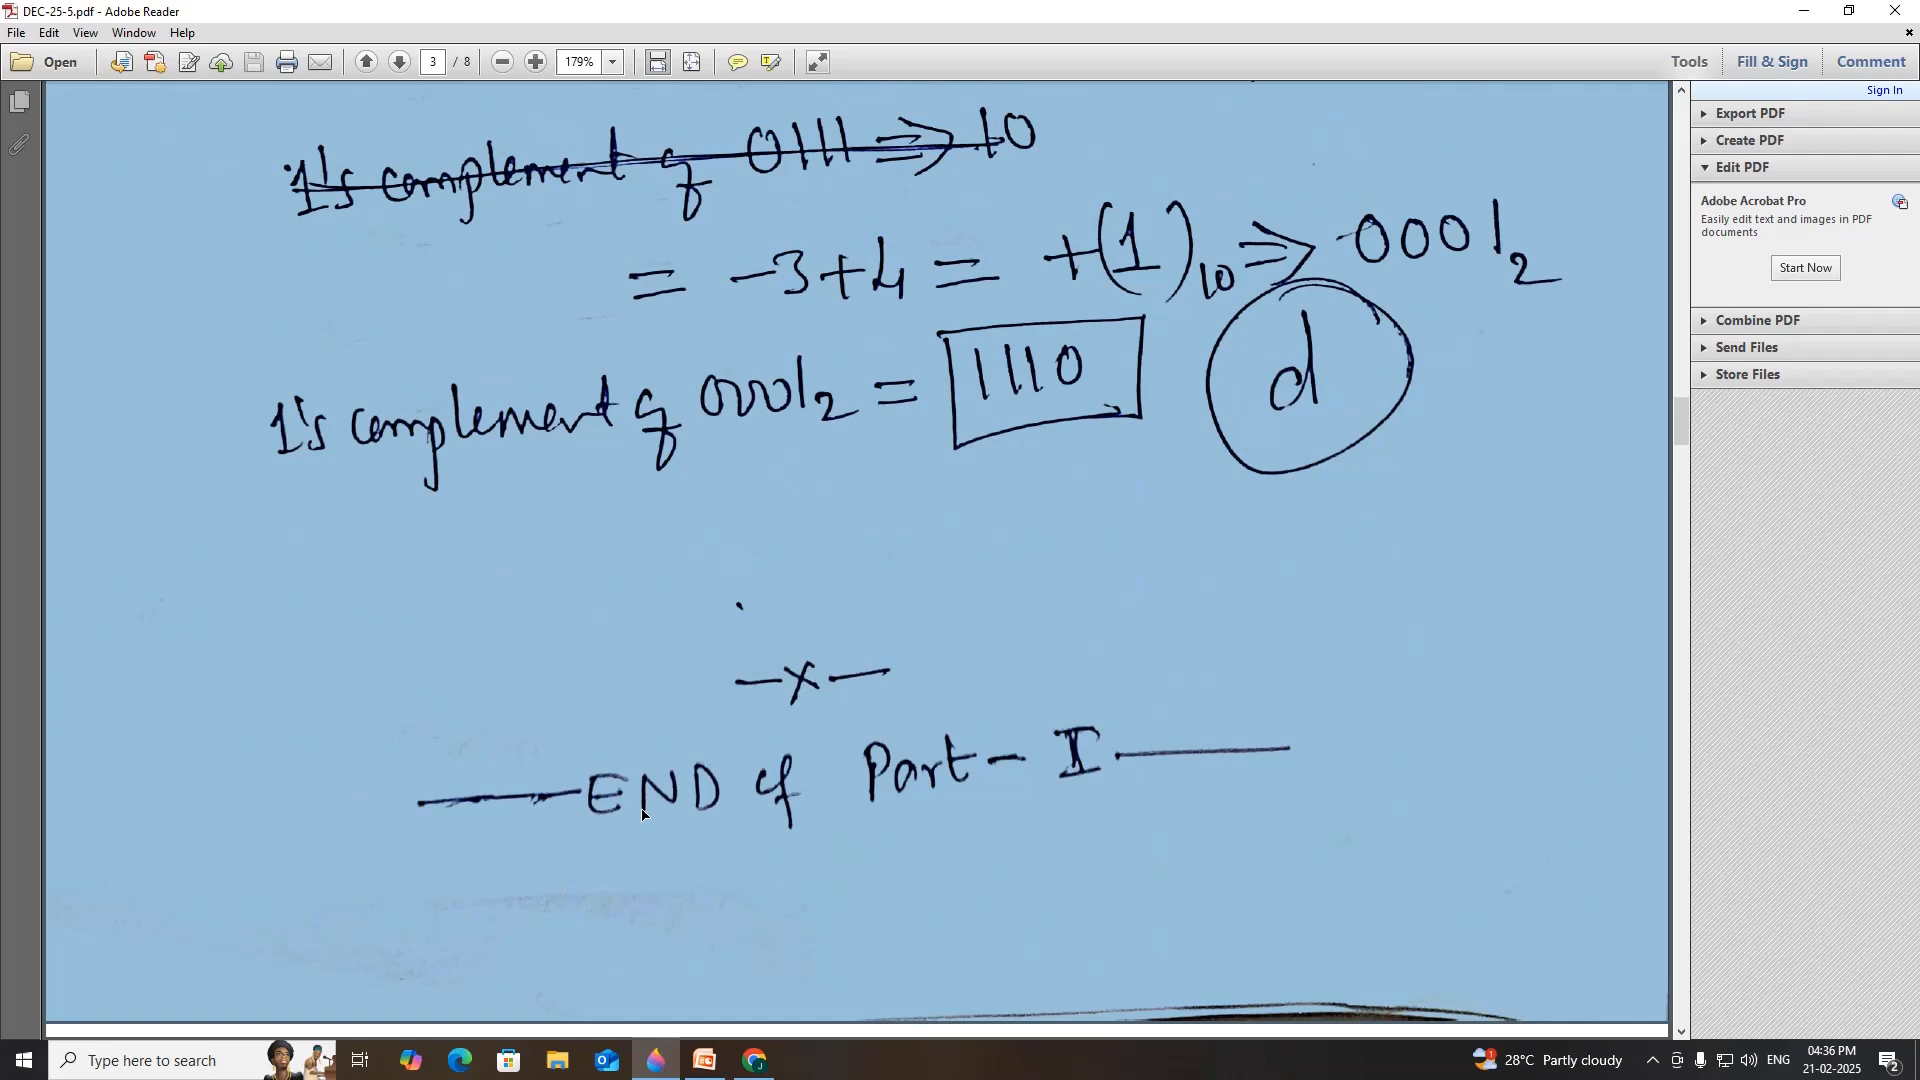 DEC-25-5.pdf - Adobe Reader
File Edit View Window Help
Open 3 / 8 179% Tools Fill & Sign Comment
Sign In
Export PDF
Create PDF
Edit PDF
Adobe Acrobat Pro
Easily edit text and images in PDF
documents
Start Now
Combine PDF
Send Files
Store Files
1's complement of 0111 ⇒ 10
= -3+4 = +(1)10 ⇒ 00012
1's complement of 00012 = 1110 d
-x-
END of Part - I
Type here to search
28°C Partly cloudy ENG 04:36 PM
21-02-2025
2